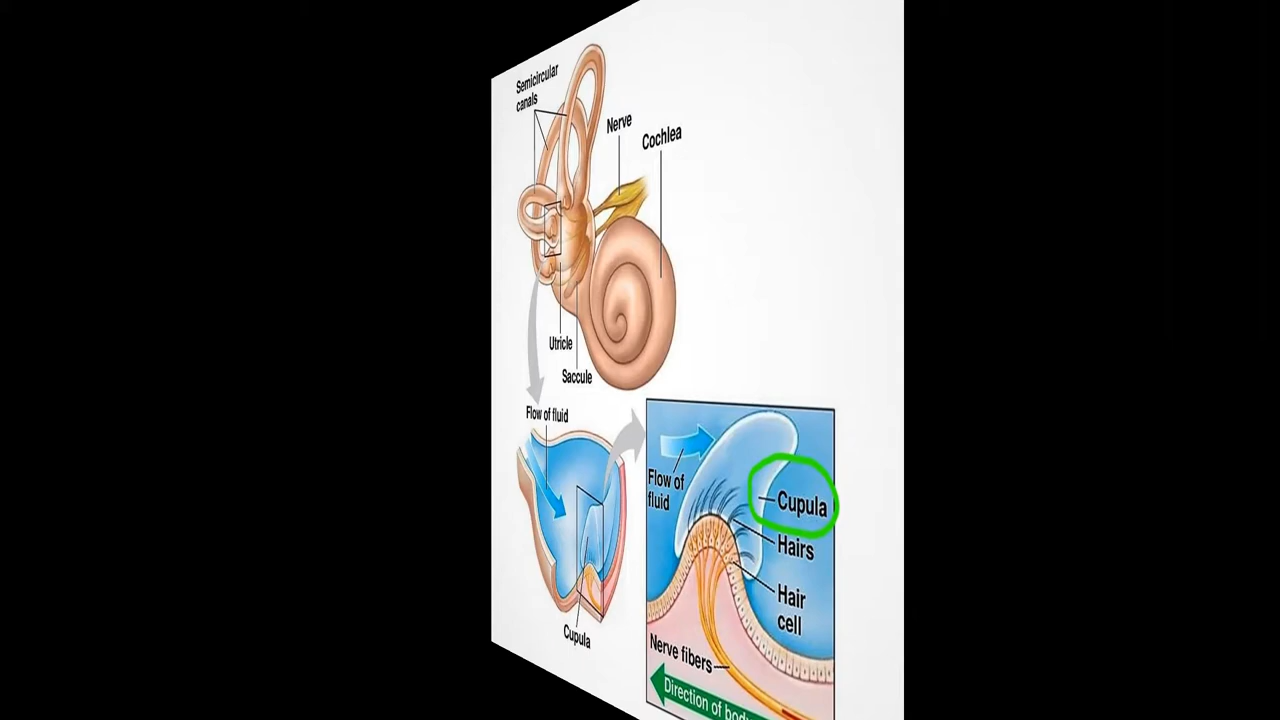 Semicircular
canals
Nerve
Cochlea
Utricle
Saccule
Flow of fluid
Cupula
Flow of
fluid
Cupula
Hairs
Hair
cell
Nerve fibers
Direction of body